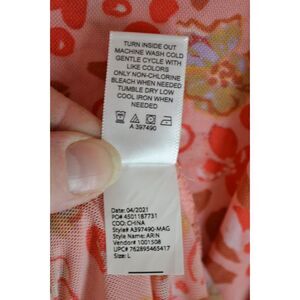 TURN INSIDE OUT
MACHINE WASH COLD
GENTLE CYCLE WITH
LIKE COLORS
ONLY NON-CHLORINE
BLEACH WHEN NEEDED
TUMBLE DRY LOW
COOL IRON WHEN
NEEDED
A 397490
Date: 04/2021
PO# 4501187731
COO: CHINA
Style# A397490-MAG
Style Name: ARIN
Vendor# 1001508
UPC# 762895465417
Size: L